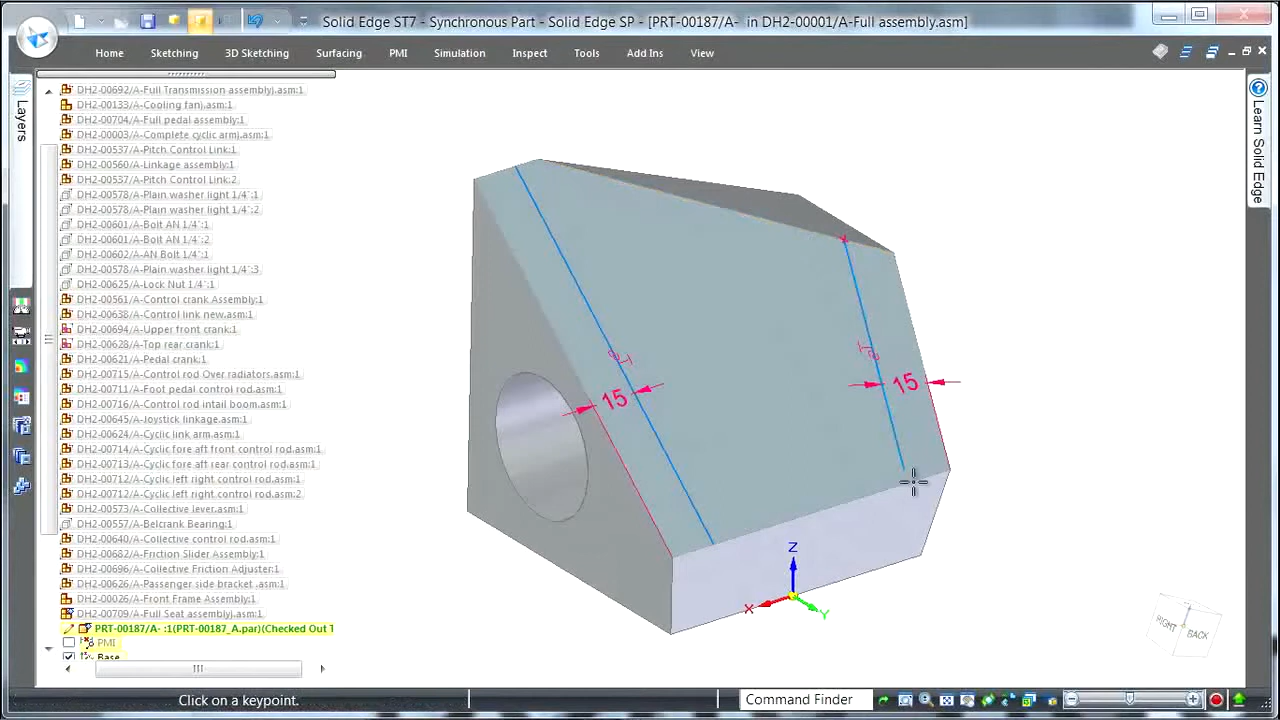 Solid Edge ST7 - Synchronous Part - Solid Edge SP - [PRT-00187/A- in DH2-00001/A-Full assembly.asm]
Home Sketching 3D Sketching Surfacing PMI Simulation Inspect Tools Add Ins View
Layers
DH2-00692/A-Full Transmission assembly).asm:1
DH2-00133/A-Cooling fan).asm:1
DH2-00704/A-Full pedal assembly:1
DH2-00003/A-Complete cyclic arm).asm:1
DH2-00537/A-Pitch Control Link:1
DH2-00560/A-Linkage assembly:1
DH2-00537/A-Pitch Control Link:2
DH2-00578/A-Plain washer light 1/4":1
DH2-00578/A-Plain washer light 1/4":2
DH2-00601/A-Bolt AN 1/4":1
DH2-00601/A-Bolt AN 1/4":2
DH2-00602/A-AN Bolt 1/4":1
DH2-00578/A-Plain washer light 1/4":3
DH2-00625/A-Lock Nut 1/4":1
DH2-00561/A-Control crank Assembly:1
DH2-00638/A-Control link new.asm:1
DH2-00694/A-Upper front crank:1
DH2-00628/A-Top rear crank:1
DH2-00621/A-Pedal crank:1
DH2-00715/A-Control rod Over radiators.asm:1
DH2-00711/A-Foot pedal control rod.asm:1
DH2-00716/A-Control rod intail boom.asm:1
DH2-00645/A-Joystick linkage.asm:1
DH2-00624/A-Cyclic link arm.asm:1
DH2-00714/A-Cyclic fore aft front control rod.asm:1
DH2-00713/A-Cyclic fore aft rear control rod.asm:1
DH2-00712/A-Cyclic left right control rod.asm:1
DH2-00712/A-Cyclic left right control rod.asm:2
DH2-00573/A-Collective lever.asm:1
DH2-00557/A-Belcrank Bearing:1
DH2-00640/A-Collective control rod.asm:1
DH2-00682/A-Friction Slider Assembly:1
DH2-00696/A-Collective Friction Adjuster:1
DH2-00626/A-Passenger side bracket .asm:1
DH2-00026/A-Front Frame Assembly:1
DH2-00709/A-Full Seat assembly).asm:1
PRT-00187/A- :1(PRT-00187_A.par)(Checked Out T
PMI
Base
15
15
Z
X
Y
RIGHT
BACK
Learn Solid Edge
Click on a keypoint.
Command Finder